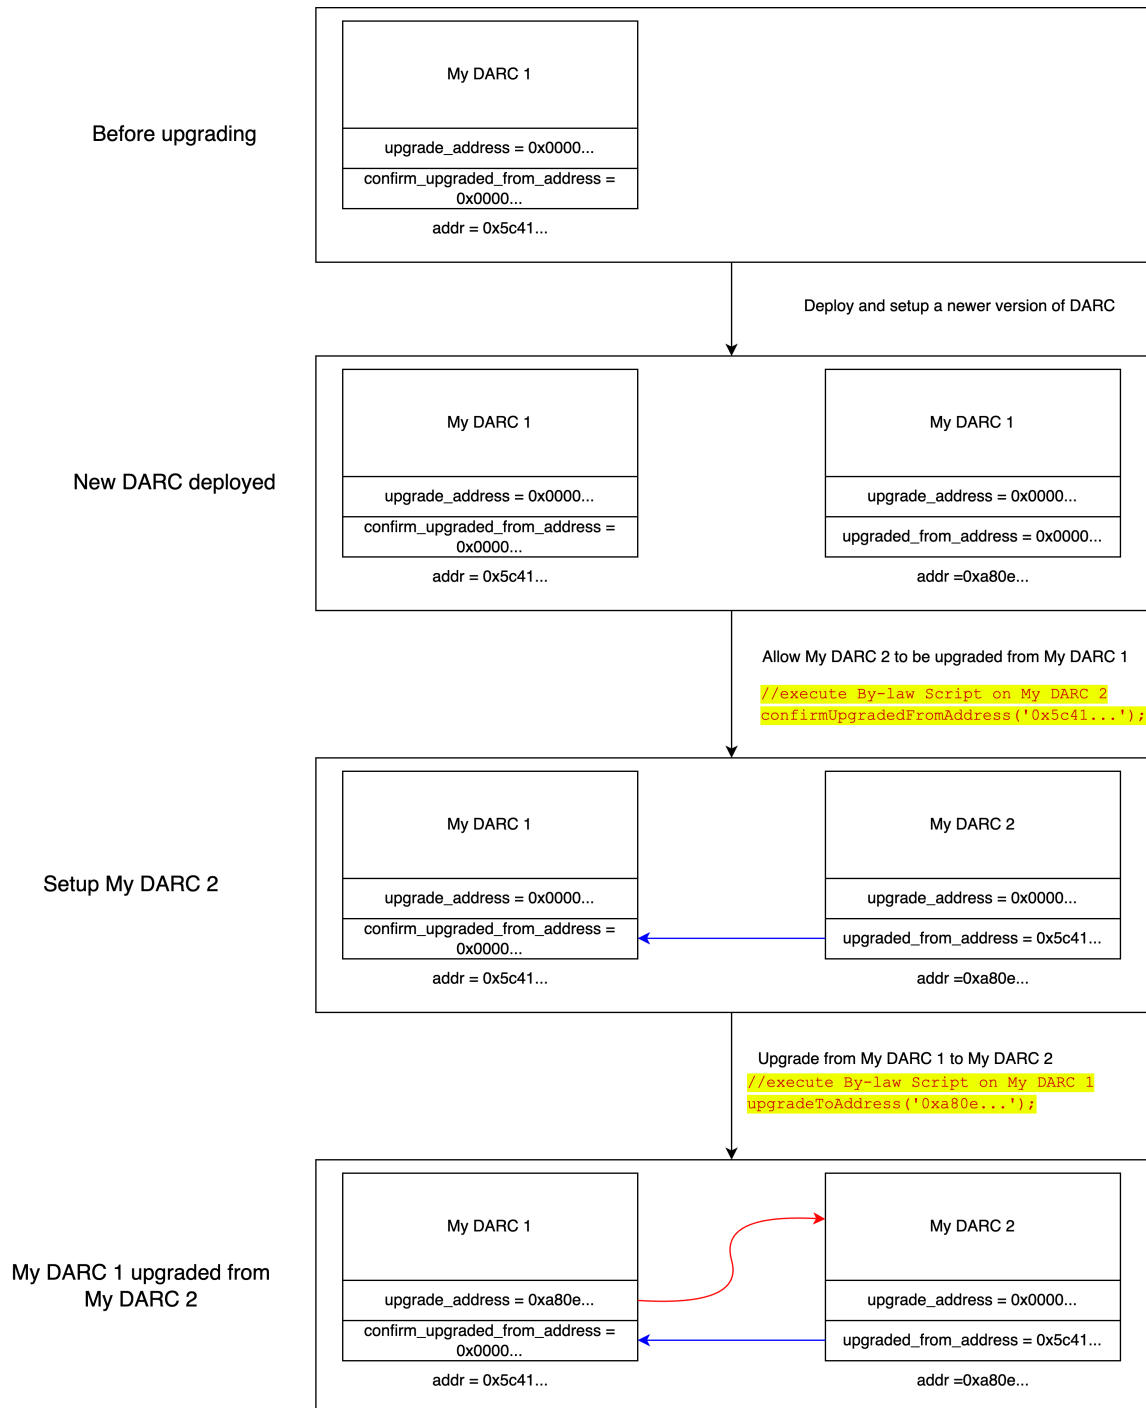 My DARC 1
Before upgrading
upgrade_address = 0x0000...
confirm_upgraded_from_address =
0x0000...
addr = 0x5c41...
Deploy and setup a newer version of DARC
My DARC 1
My DARC 1
New DARC deployed
upgrade_address = 0x0000...
upgrade_address = 0x0000...
confirm_upgraded_from_address =
0x0000...
upgraded_from_address = 0x0000...
addr = 0x5c41...
addr =0xa80e...
Allow My DARC 2 to be upgraded from My DARC 1
//execute By-law Script on My DARC 2
confirmUpgradedFromAddress('0x5c41...');
My DARC 1
My DARC 2
Setup My DARC 2
upgrade_address = 0x0000...
upgrade_address = 0x0000...
confirm_upgraded_from_address =
0x0000...
upgraded_from_address = 0x5c41...
addr = 0x5c41...
addr =0xa80e...
Upgrade from My DARC 1 to My DARC 2
//execute By-law Script on My DARC 1
upgradeToAddress('0xa80e...');
My DARC 1
My DARC 2
My DARC 1 upgraded from
My DARC 2
upgrade_address = 0xa80e...
upgrade_address = 0x0000...
confirm_upgraded_from_address =
0x0000...
upgraded_from_address = 0x5c41...
addr = 0x5c41...
addr =0xa80e...